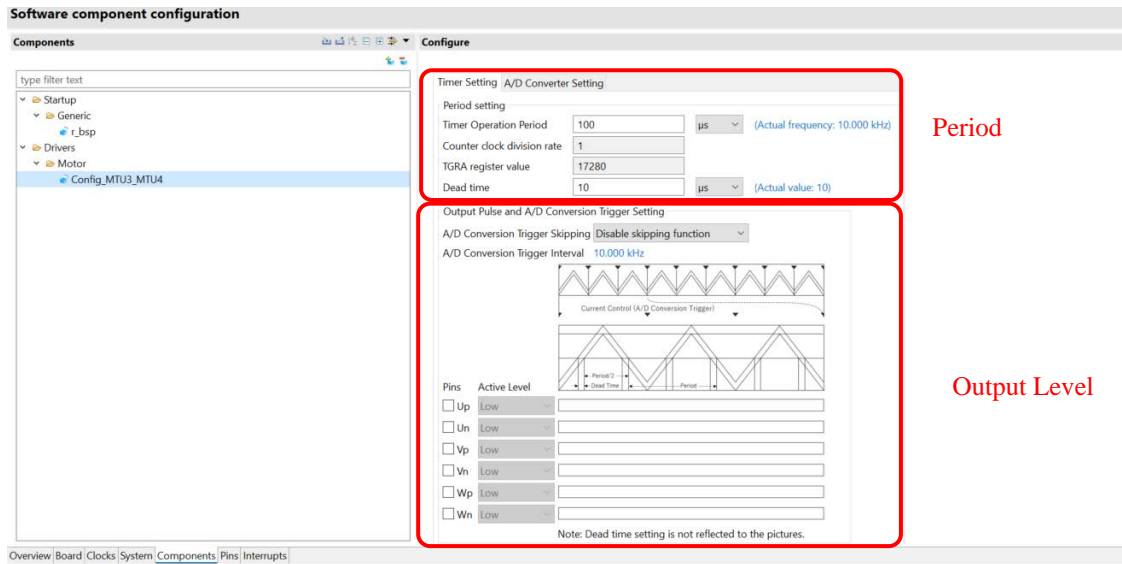 Software component configuration
Components
Configure
type filter text
Startup
Generic
r_bsp
Drivers
Motor
Config_MTU3_MTU4
Timer Setting A/D Converter Setting
Period setting
Timer Operation Period 100 µs (Actual frequency: 10.000 kHz)
Counter clock division rate 1
TGRA register value 17280
Dead time 10 µs (Actual value: 10)
Period
Output Pulse and A/D Conversion Trigger Setting
A/D Conversion Trigger Skipping Disable skipping function
A/D Conversion Trigger Interval 10.000 kHz
Current Control (A/D Conversion Trigger)
Period/2
Dead Time Period
Pins Active Level
Output Level
Up Low
Un Low
Vp Low
Vn Low
Wp Low
Wn Low
Note: Dead time setting is not reflected to the pictures.
Overview Board Clocks System Components Pins Interrupts